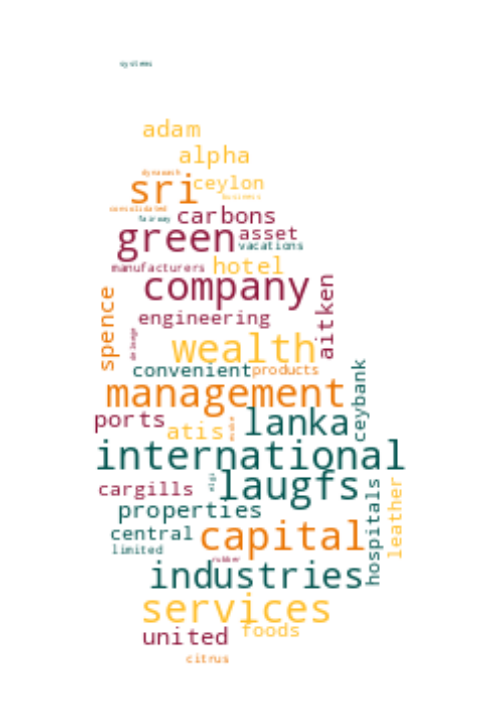 systems
adam
alpha
dynawash
sri
ceylon
business
consolidated
carbons
fairway
green
asset
vacations
manufacturers
hotel
company
spence
aitken
engineering
wealth
convenient
products
management
ceybank
ports
atis
lanka
international
cargills
laugfs
properties
hospitals
leather
central
capital
limited
rubber
industries
services
united
foods
citrus